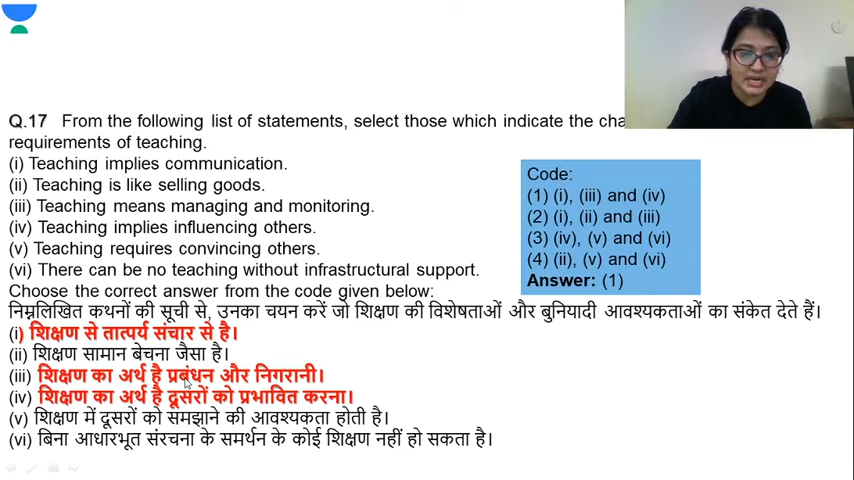 Q.17 From the following list of statements, select those which indicate the
requirements of teaching.
(i) Teaching implies communication.
(ii) Teaching is like selling goods.
(iii) Teaching means managing and monitoring.
(iv) Teaching implies influencing others.
(v) Teaching requires convincing others.
(vi) There can be no teaching without infrastructural support.
Choose the correct answer from the code given below:
Code:
(1) (i), (iii) and (iv)
(2) (i), (ii) and (iii)
(3) (iv), (v) and (vi)
(4) (ii), (v) and (vi)
Answer: (1)
निम्नलिखित कथनों की सूची से, उनका चयन करें जो शिक्षण की विशेषताओं और बुनियादी आवश्यकताओं का संकेत देते हैं।
(i) शिक्षण से तात्पर्य संचार से है।
(ii) शिक्षण सामान बेचना जैसा है।
(iii) शिक्षण का अर्थ है प्रबंधन और निगरानी।
(iv) शिक्षण का अर्थ है दूसरों को प्रभावित करना।
(v) शिक्षण में दूसरों को समझाने की आवश्यकता होती है।
(vi) बिना आधारभूत संरचना के समर्थन के कोई शिक्षण नहीं हो सकता है।